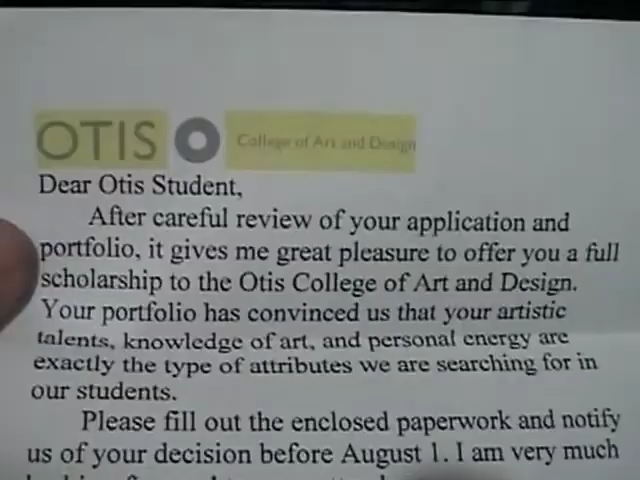 OTIS College of Art and Design
Dear Otis Student,
After careful review of your application and
portfolio, it gives me great pleasure to offer you a full
scholarship to the Otis College of Art and Design.
Your portfolio has convinced us that your artistic
talents, knowledge of art, and personal energy are
exactly the type of attributes we are searching for in
our students.
Please fill out the enclosed paperwork and notify
us of your decision before August 1. I am very much